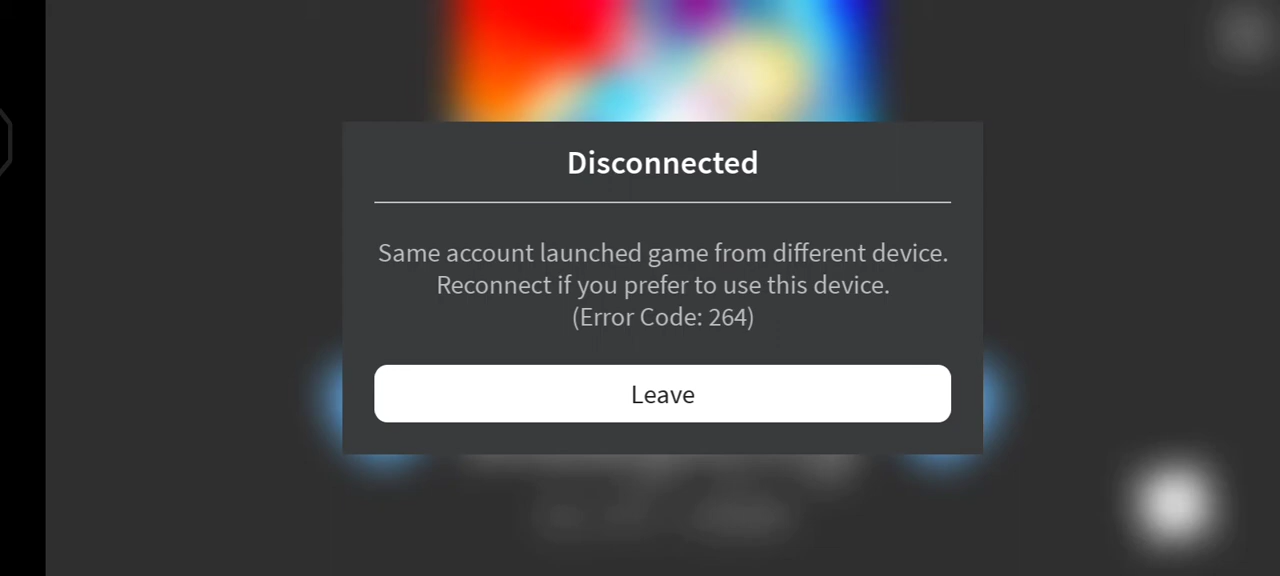 Disconnected
Same account launched game from different device.
Reconnect if you prefer to use this device.
(Error Code: 264)
Leave